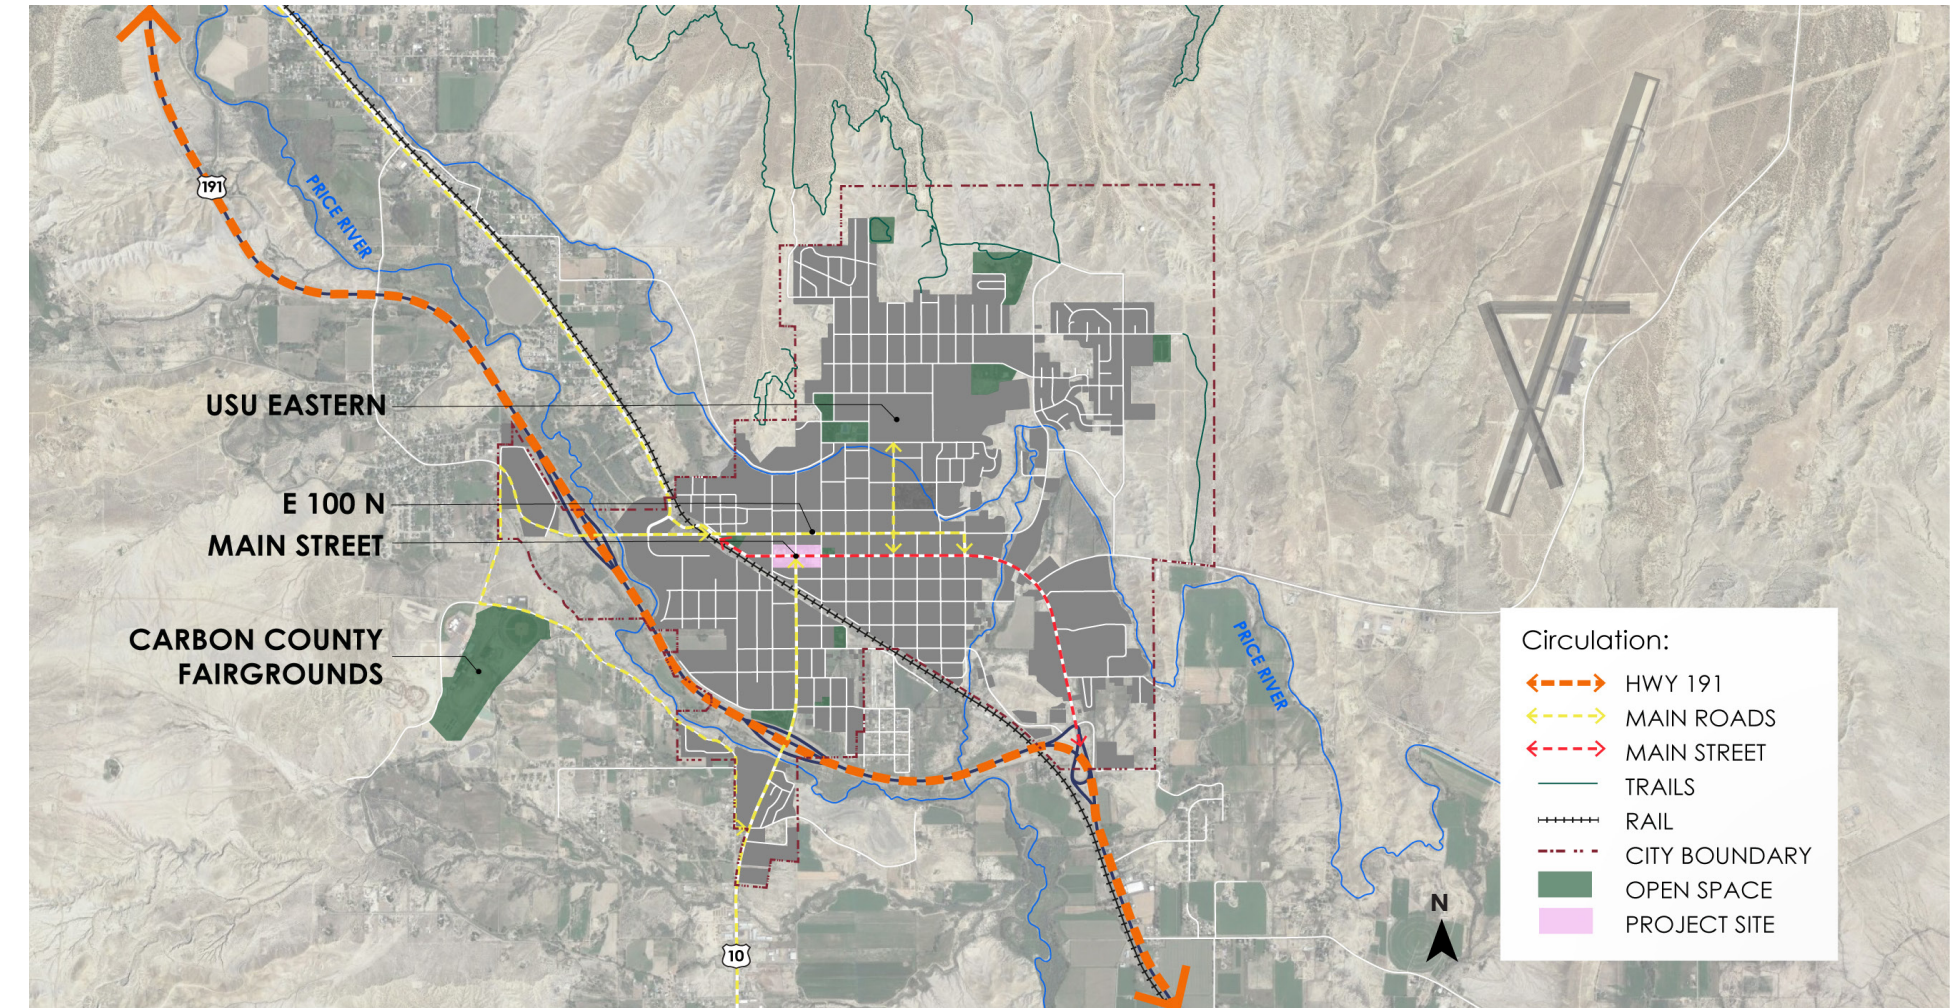 191
PRICE RIVER
USU EASTERN
E 100 N
MAIN STREET
CARBON COUNTY
FAIRGROUNDS
PRICE RIVER
10
N
Circulation:
HWY 191
MAIN ROADS
MAIN STREET
TRAILS
RAIL
CITY BOUNDARY
OPEN SPACE
PROJECT SITE